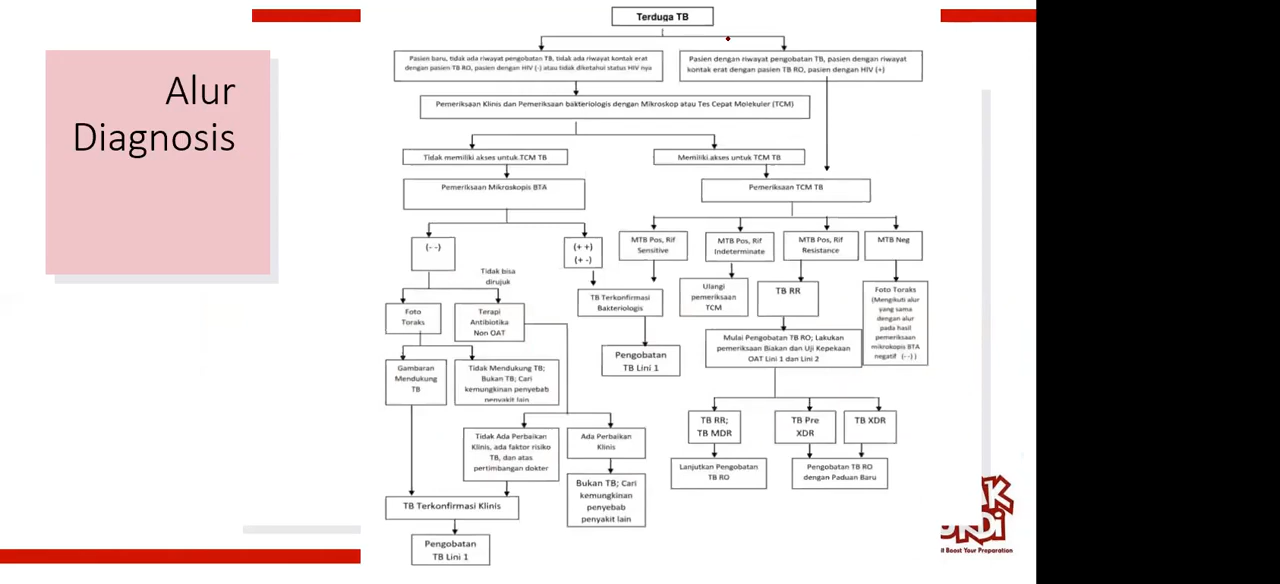 Alur
Diagnosis
Terduga TB
Pasien baru, tidak ada riwayat pengobatan TB, tidak ada riwayat kontak erat
dengan pasien TB RO, pasien dengan HIV (-) atau tidak diketahui status HIV nya
Pasien dengan riwayat pengobatan TB, pasien dengan riwayat
kontak erat dengan pasien TB RO, pasien dengan HIV (+)
Pemeriksaan Klinis dan Pemeriksaan bakteriologis dengan Mikroskop atau Tes Cepat Molekuler (TCM)
Tidak memiliki akses untuk TCM TB
Memiliki akses untuk TCM TB
Pemeriksaan Mikroskopis BTA
Pemeriksaan TCM TB
(- -)
(+ +)
(+ -)
MTB Pos, Rif
Sensitive
MTB Pos, Rif
Indeterminate
MTB Pos, Rif
Resistance
MTB Neg
Tidak bisa
dirujuk
TB Terkonfirmasi
Bakteriologis
Ulangi
pemeriksaan
TCM
TB RR
Foto Toraks
(Mengikuti alur
yang sama
dengan alur
pada hasil
pemeriksaan
mikrokopis BTA
negatif (- -) )
Foto
Toraks
Terapi
Antibiotika
Non OAT
Pengobatan
TB Lini 1
Mulai Pengobatan TB RO; Lakukan
pemeriksaan Biakan dan Uji Kepekaan
OAT Lini 1 dan Lini 2
Gambaran
Mendukung
TB
Tidak Mendukung TB;
Bukan TB; Cari
kemungkinan penyebab
penyakit lain
TB RR;
TB MDR
TB Pre
XDR
TB XDR
Tidak Ada Perbaikan
Klinis, ada faktor risiko
TB, dan atas
pertimbangan dokter
Ada Perbaikan
Klinis
Lanjutkan Pengobatan
TB RO
Pengobatan TB RO
dengan Paduan Baru
Bukan TB; Cari
kemungkinan
penyebab
penyakit lain
TB Terkonfirmasi Klinis
Pengobatan
TB Lini 1
Boost Your Preparation